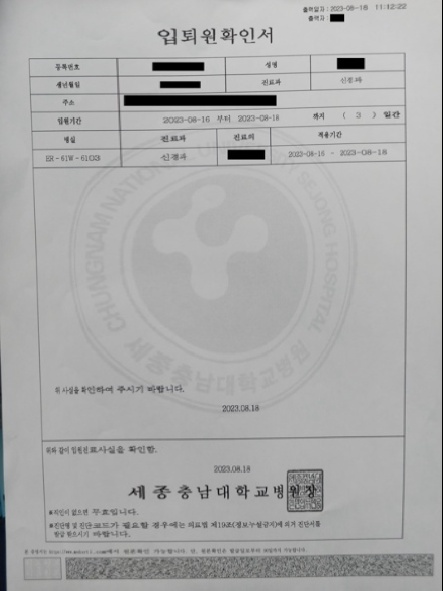 출력일자 : 2023-08-18 11:12:22
출력자 :
입퇴원확인서
등록번호 성명
생년월일 진료과 신경과
주소
입원기간 2023-08-16 부터 2023-08-18 까지 ( 3 ) 일간
병실 진료과 진료의 적용기간
ER-61W-61 신경과 2023-08-16 - 2023-08-18
CHUNGNAM NATIONAL UNIVERSITY SEJONG HOSPITAL
세종충남대학교병원
위 사실을 확인하여 주시기 바랍니다.
2023.08.18
위와 같이 입원진료사실을 확인함.
2023.08.18
세종충남대학교병원장
※직인이 없으면 무효입니다.
※진단명 및 진단코드가 필요할 경우에는 의료법 제19조(정보누설금지)에 의거 진단서를
발급 받으시기 바랍니다.